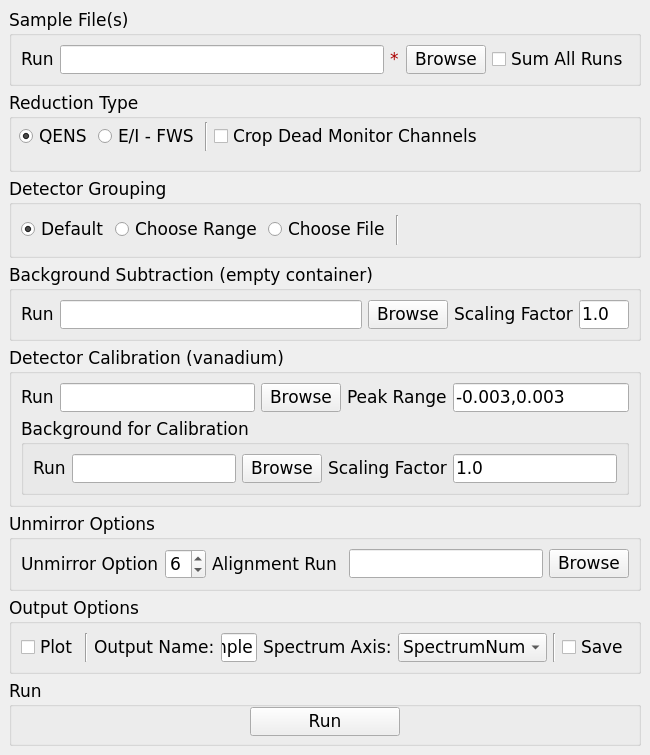 Sample File(s)
Run * Browse Sum All Runs
Reduction Type
QENS E/I - FWS Crop Dead Monitor Channels
Detector Grouping
Default Choose Range Choose File
Background Subtraction (empty container)
Run Browse Scaling Factor 1.0
Detector Calibration (vanadium)
Run Browse Peak Range -0.003,0.003
Background for Calibration
Run Browse Scaling Factor 1.0
Unmirror Options
Unmirror Option 6 Alignment Run Browse
Output Options
Plot Output Name: mple Spectrum Axis: SpectrumNum Save
Run
Run